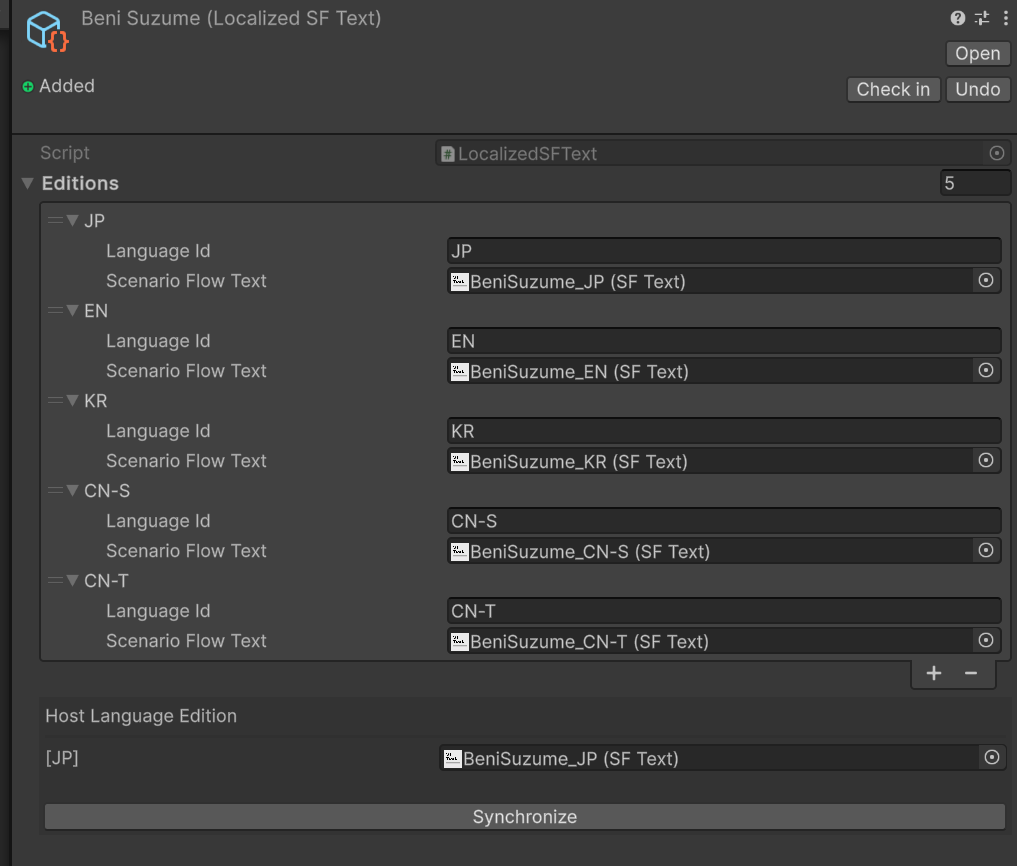 Beni Suzume (Localized SF Text)
Open
Added
Check in
Undo
Script
LocalizedSFText
Editions
5
JP
Language Id
JP
Scenario Flow Text
BeniSuzume_JP (SF Text)
EN
Language Id
EN
Scenario Flow Text
BeniSuzume_EN (SF Text)
KR
Language Id
KR
Scenario Flow Text
BeniSuzume_KR (SF Text)
CN-S
Language Id
CN-S
Scenario Flow Text
BeniSuzume_CN-S (SF Text)
CN-T
Language Id
CN-T
Scenario Flow Text
BeniSuzume_CN-T (SF Text)
Host Language Edition
[JP]
BeniSuzume_JP (SF Text)
Synchronize